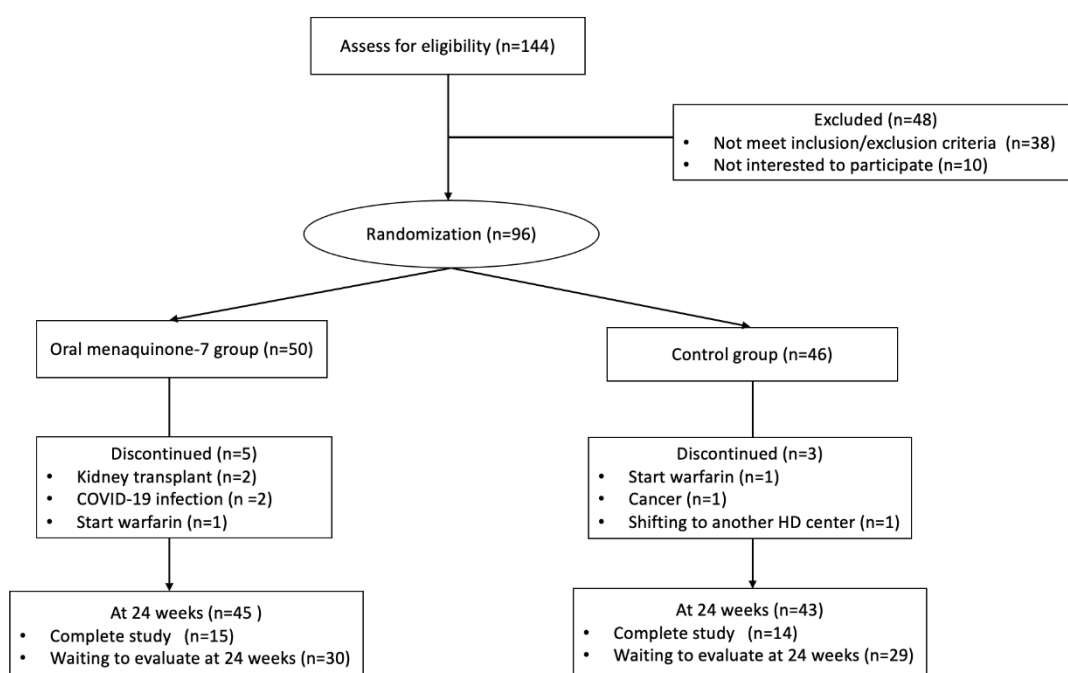 Assess for eligibility (n=144)
Excluded (n=48)
• Not meet inclusion/exclusion criteria (n=38)
• Not interested to participate (n=10)
Randomization (n=96)
Oral menaquinone-7 group (n=50)
Control group (n=46)
Discontinued (n=5)
• Kidney transplant (n=2)
• COVID-19 infection (n =2)
• Start warfarin (n=1)
Discontinued (n=3)
• Start warfarin (n=1)
• Cancer (n=1)
• Shifting to another HD center (n=1)
At 24 weeks (n=45 )
• Complete study (n=15)
• Waiting to evaluate at 24 weeks (n=30)
At 24 weeks (n=43)
• Complete study (n=14)
• Waiting to evaluate at 24 weeks (n=29)